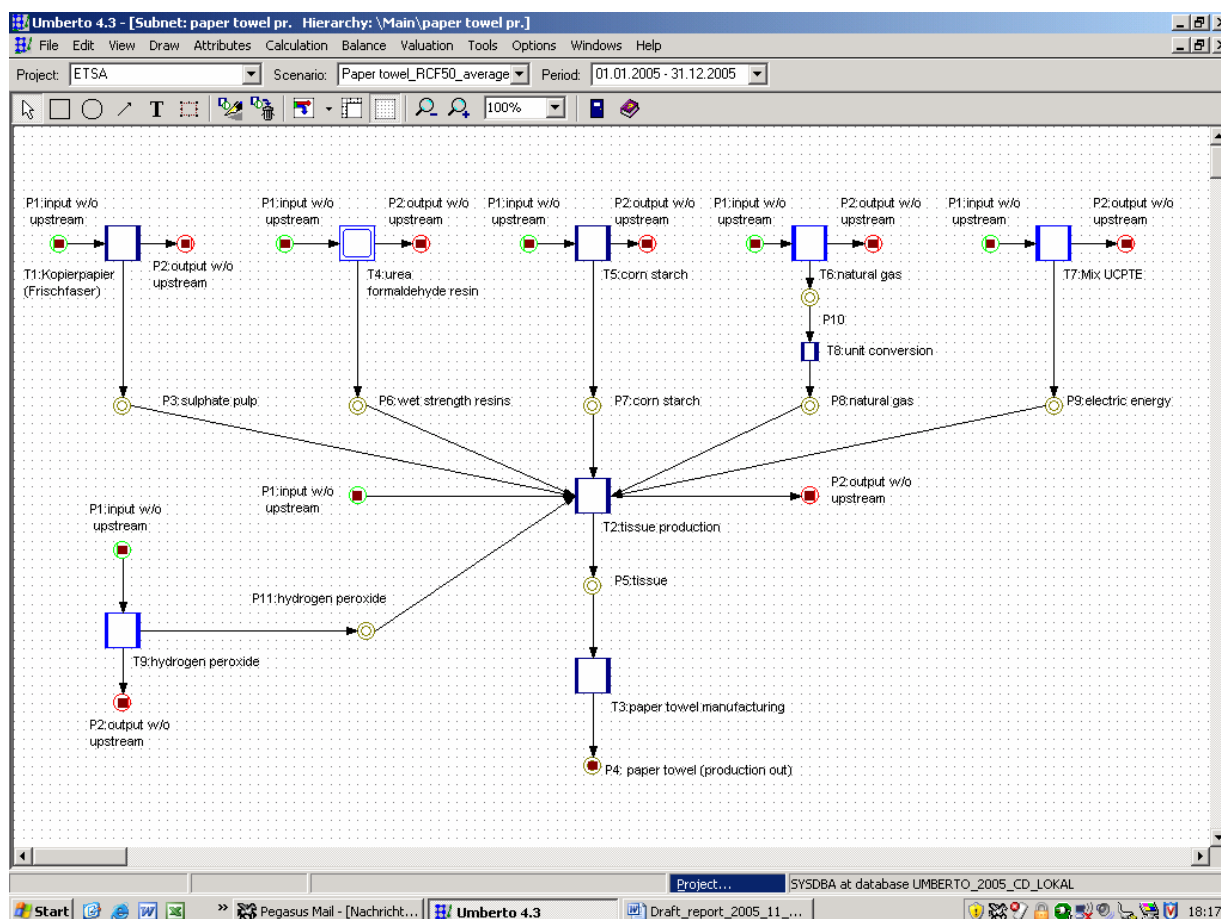 Umberto 4.3 - [Subnet: paper towel pr.   Hierarchy: \Main\paper towel pr.]
File Edit View Draw Attributes Calculation Balance Valuation Tools Options Windows Help
Project: ETSA Scenario: Paper towel_RCF50_average Period: 01.01.2005 - 31.12.2005
T 100%
P1:input w/o
upstream
P1:input w/o
upstream
P2:output w/o
upstream
P1:input w/o
upstream
P2:output w/o
upstream
P1:input w/o
upstream
P2:output w/o
upstream
P1:input w/o
upstream
P2:output w/o
upstream
P2:output w/o
upstream
T1:Kopierpapier
(Frischfaser)
T4:urea
formaldehyde resin
T5:corn starch
T6:natural gas
T7:Mix UCPTE
P10
T8:unit conversion
P3:sulphate pulp
P6:wet strength resins
P7:corn starch
P8:natural gas
P9:electric energy
P1:input w/o
upstream
P2:output w/o
upstream
P1:input w/o
upstream
T2:tissue production
P5:tissue
P11:hydrogen peroxide
T9:hydrogen peroxide
T3:paper towel manufacturing
P2:output w/o
upstream
P4: paper towel (production out)
Project... SYSDBA at database UMBERTO_2005_CD_LOKAL
Start » Pegasus Mail - [Nachricht... Umberto 4.3 Draft_report_2005_11_... 18:17